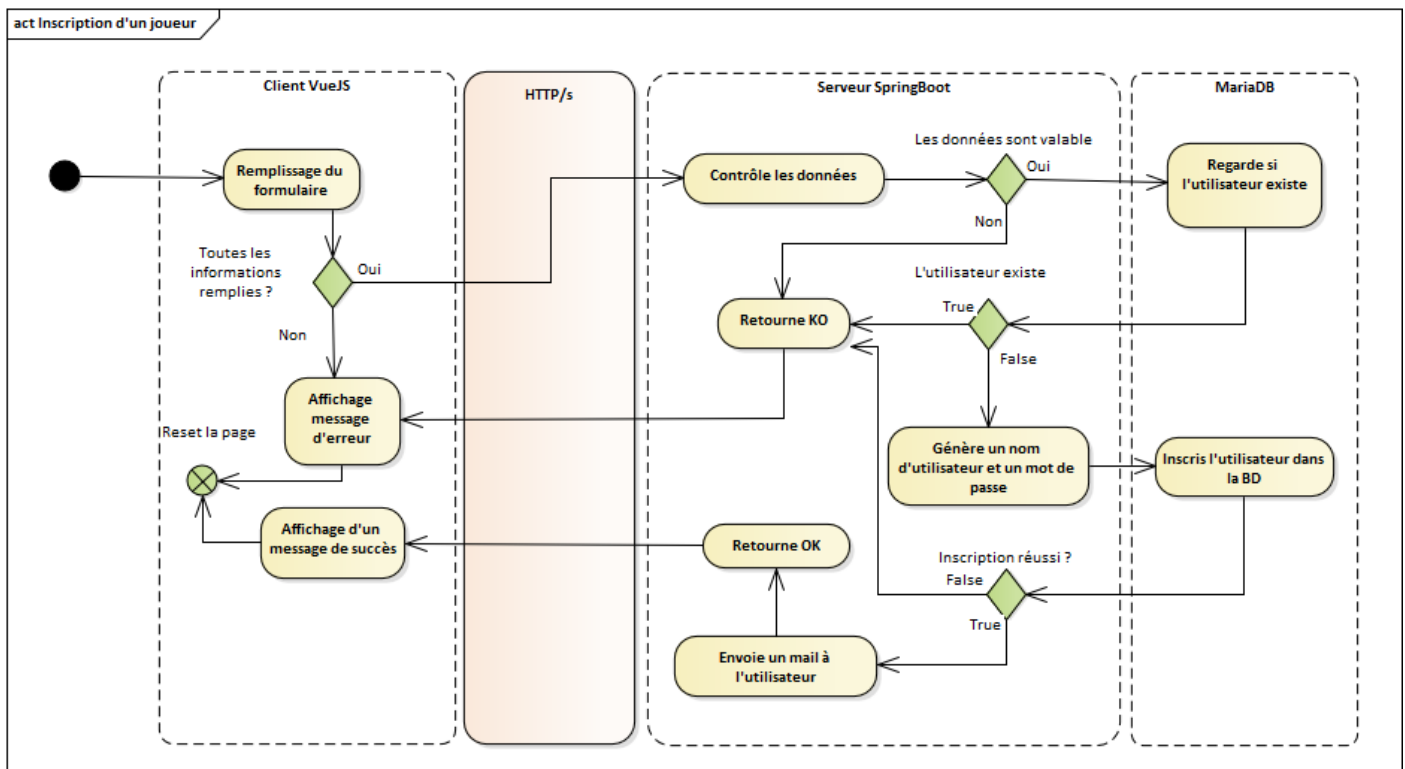 act Inscription d'un joueur
Client VueJS
HTTP/s
Serveur SpringBoot
MariaDB
Remplissage du
formulaire
Toutes les
informations
remplies ?
Oui
Non
Affichage
message
d'erreur
Reset la page
Affichage d'un
message de succès
Contrôle les données
Les données sont valable
Oui
Non
Regarde si
l'utilisateur existe
L'utilisateur existe
True
False
Retourne KO
Génère un nom
d'utilisateur et un mot de
passe
Inscris l'utilisateur dans
la BD
Inscription réussi ?
False
True
Retourne OK
Envoie un mail à
l'utilisateur